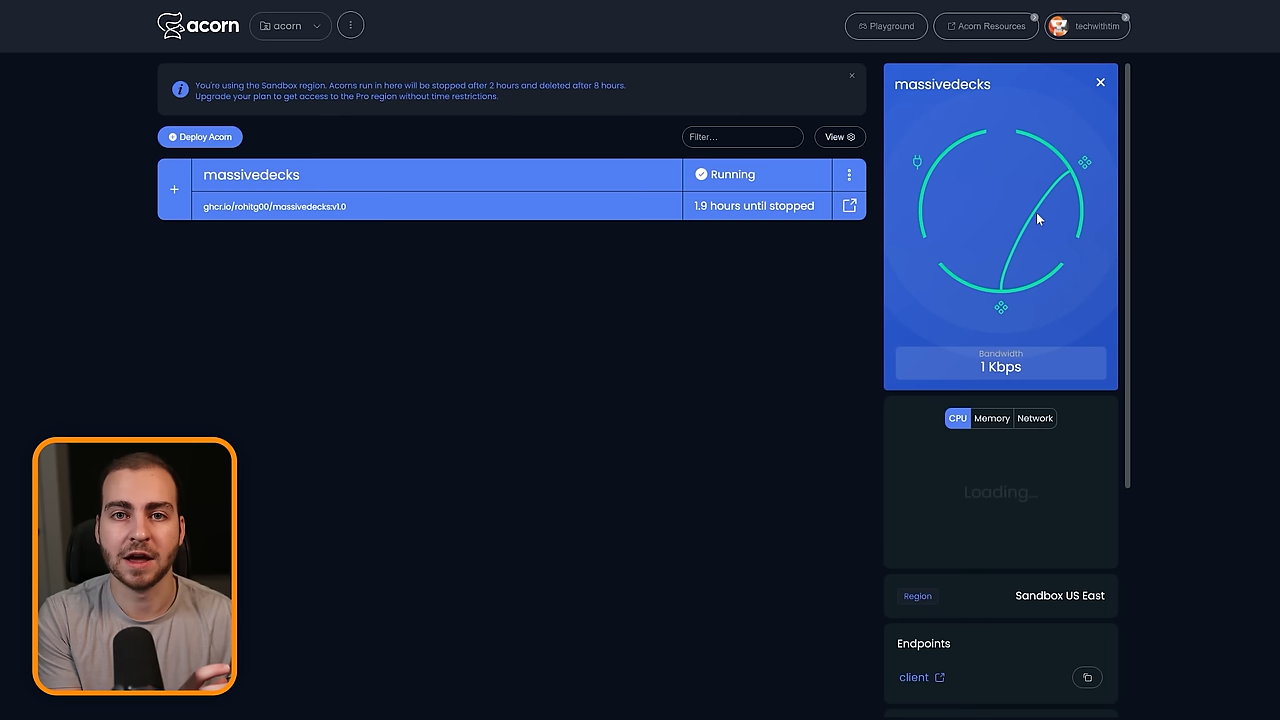 acorn
acorn
Playground
Acorn Resources
techwithtim
You're using the Sandbox region. Acorns run in here will be stopped after 2 hours and deleted after 8 hours.
Upgrade your plan to get access to the Pro region without time restrictions.
Deploy Acorn
Filter...
View
massivedecks
Running
ghcr.io/rohitg00/massivedecks:v1.0
1.9 hours until stopped
massivedecks
Bandwidth
1 Kbps
CPU
Memory
Network
Loading...
Region
Sandbox US East
Endpoints
client